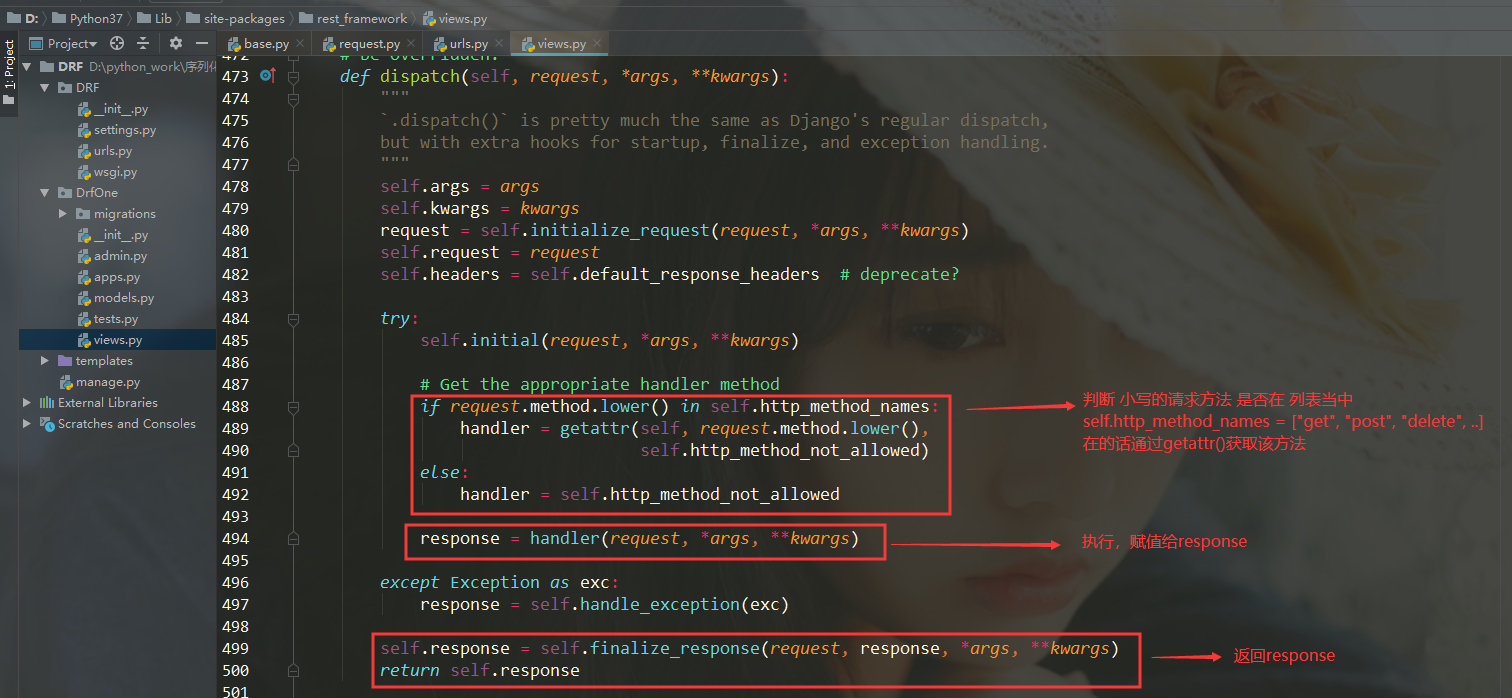 D: Python37 Lib site-packages rest_framework views.py
Project base.py request.py urls.py views.py
1: Project
DRF D:\python_work\序列化
DRF
__init__.py
settings.py
urls.py
wsgi.py
DrfOne
migrations
__init__.py
admin.py
apps.py
models.py
tests.py
views.py
templates
manage.py
External Libraries
Scratches and Consoles
472 # be overridden.
473 def dispatch(self, request, *args, **kwargs):
474 """
475 `.dispatch()` is pretty much the same as Django's regular dispatch,
476 but with extra hooks for startup, finalize, and exception handling.
477 """
478 self.args = args
479 self.kwargs = kwargs
480 request = self.initialize_request(request, *args, **kwargs)
481 self.request = request
482 self.headers = self.default_response_headers # deprecate?
483
484 try:
485 self.initial(request, *args, **kwargs)
486
487 # Get the appropriate handler method
488 if request.method.lower() in self.http_method_names:
489 handler = getattr(self, request.method.lower(),
490 self.http_method_not_allowed)
491 else:
492 handler = self.http_method_not_allowed
493
494 response = handler(request, *args, **kwargs)
495
496 except Exception as exc:
497 response = self.handle_exception(exc)
498
499 self.response = self.finalize_response(request, response, *args, **kwargs)
500 return self.response
501
判断 小写的请求方法 是否在 列表当中
self.http_method_names = ["get", "post", "delete", ..]
在的话通过getattr()获取该方法
执行，赋值给response
返回response